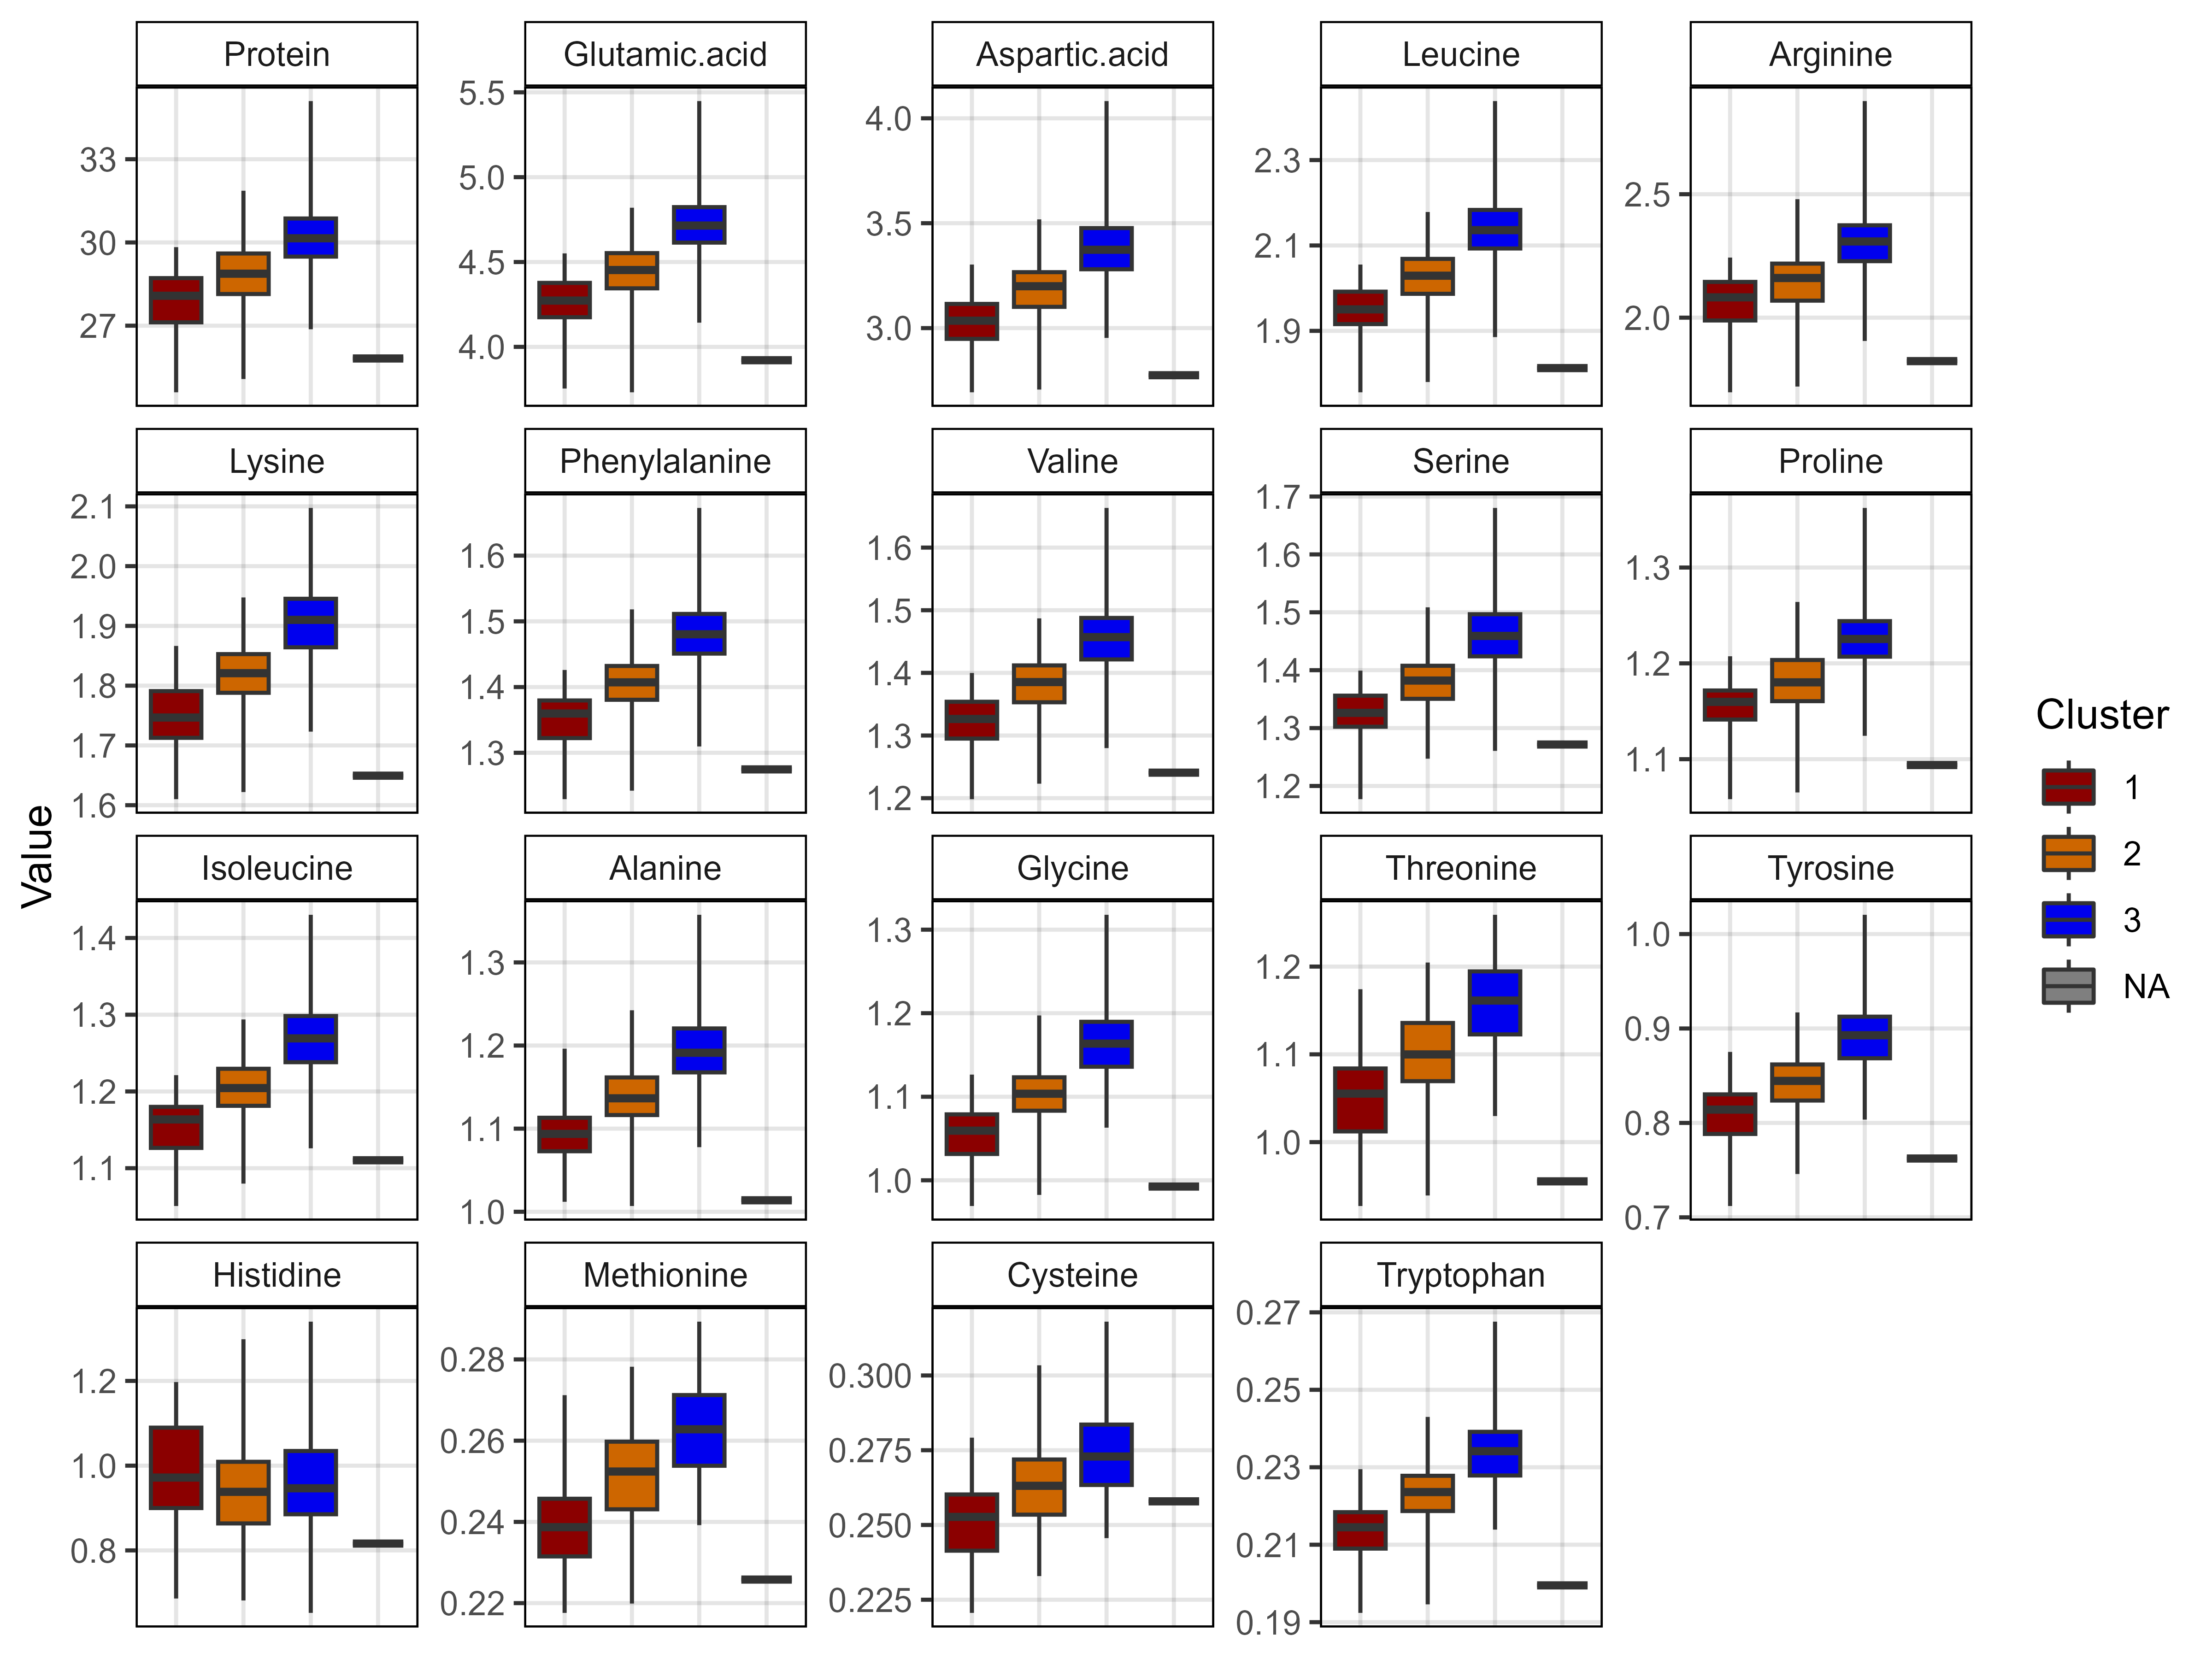 Protein Glutamic.acid Aspartic.acid Leucine Arginine
33 30 27
5.5 5.0 4.5 4.0
4.0 3.5 3.0
2.3 2.1 1.9
2.5 2.0
Lysine Phenylalanine Valine Serine Proline
2.1 2.0 1.9 1.8 1.7 1.6
1.6 1.5 1.4 1.3
1.6 1.5 1.4 1.3 1.2
1.7 1.6 1.5 1.4 1.3 1.2
1.3 1.2 1.1
Isoleucine Alanine Glycine Threonine Tyrosine
1.4 1.3 1.2 1.1
1.3 1.2 1.1 1.0
1.3 1.2 1.1 1.0
1.2 1.1 1.0
1.0 0.9 0.8 0.7
Histidine Methionine Cysteine Tryptophan
1.2 1.0 0.8
0.28 0.26 0.24 0.22
0.300 0.275 0.250 0.225
0.27 0.25 0.23 0.21 0.19
Value
Cluster
1
2
3
NA